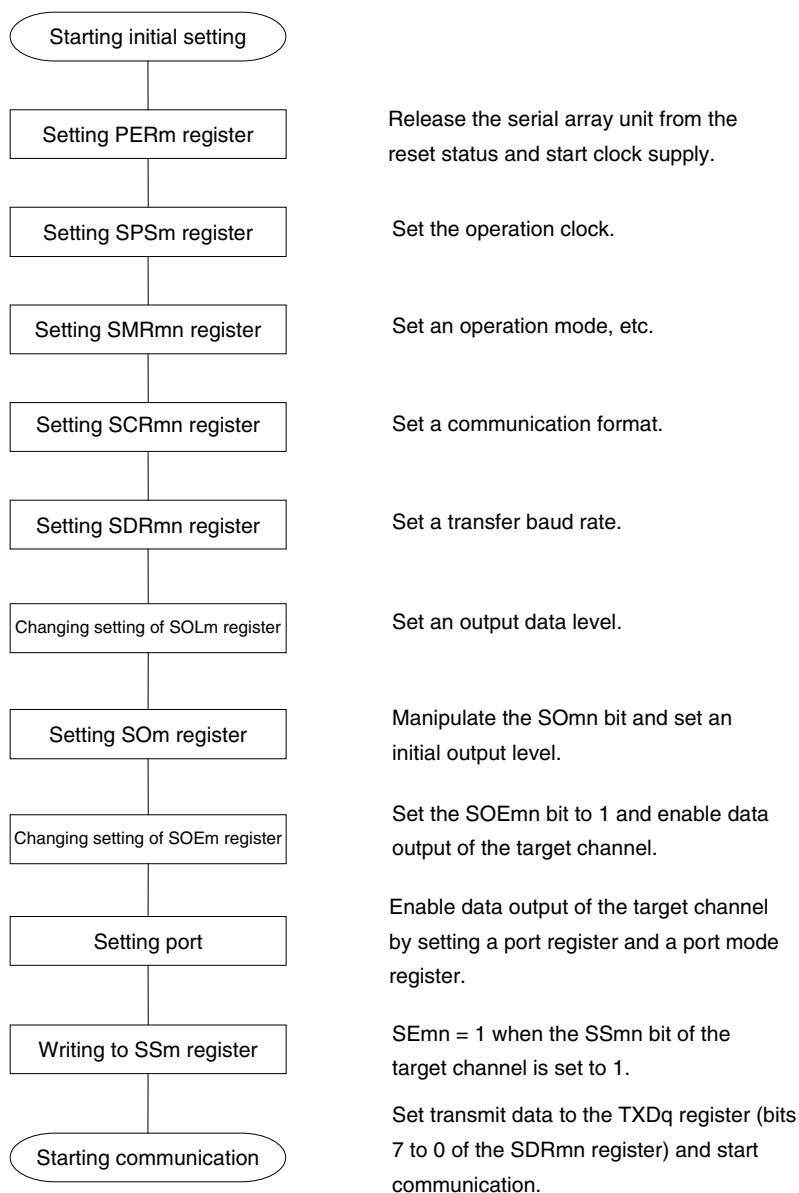 Starting initial setting
Setting PERm register
Release the serial array unit from the
reset status and start clock supply.
Setting SPSm register
Set the operation clock.
Setting SMRmn register
Set an operation mode, etc.
Setting SCRmn register
Set a communication format.
Setting SDRmn register
Set a transfer baud rate.
Changing setting of SOLm register
Set an output data level.
Setting SOm register
Manipulate the SOmn bit and set an
initial output level.
Changing setting of SOEm register
Set the SOEmn bit to 1 and enable data
output of the target channel.
Setting port
Enable data output of the target channel
by setting a port register and a port mode
register.
Writing to SSm register
SEmn = 1 when the SSmn bit of the
target channel is set to 1.
Starting communication
Set transmit data to the TXDq register (bits
7 to 0 of the SDRmn register) and start
communication.